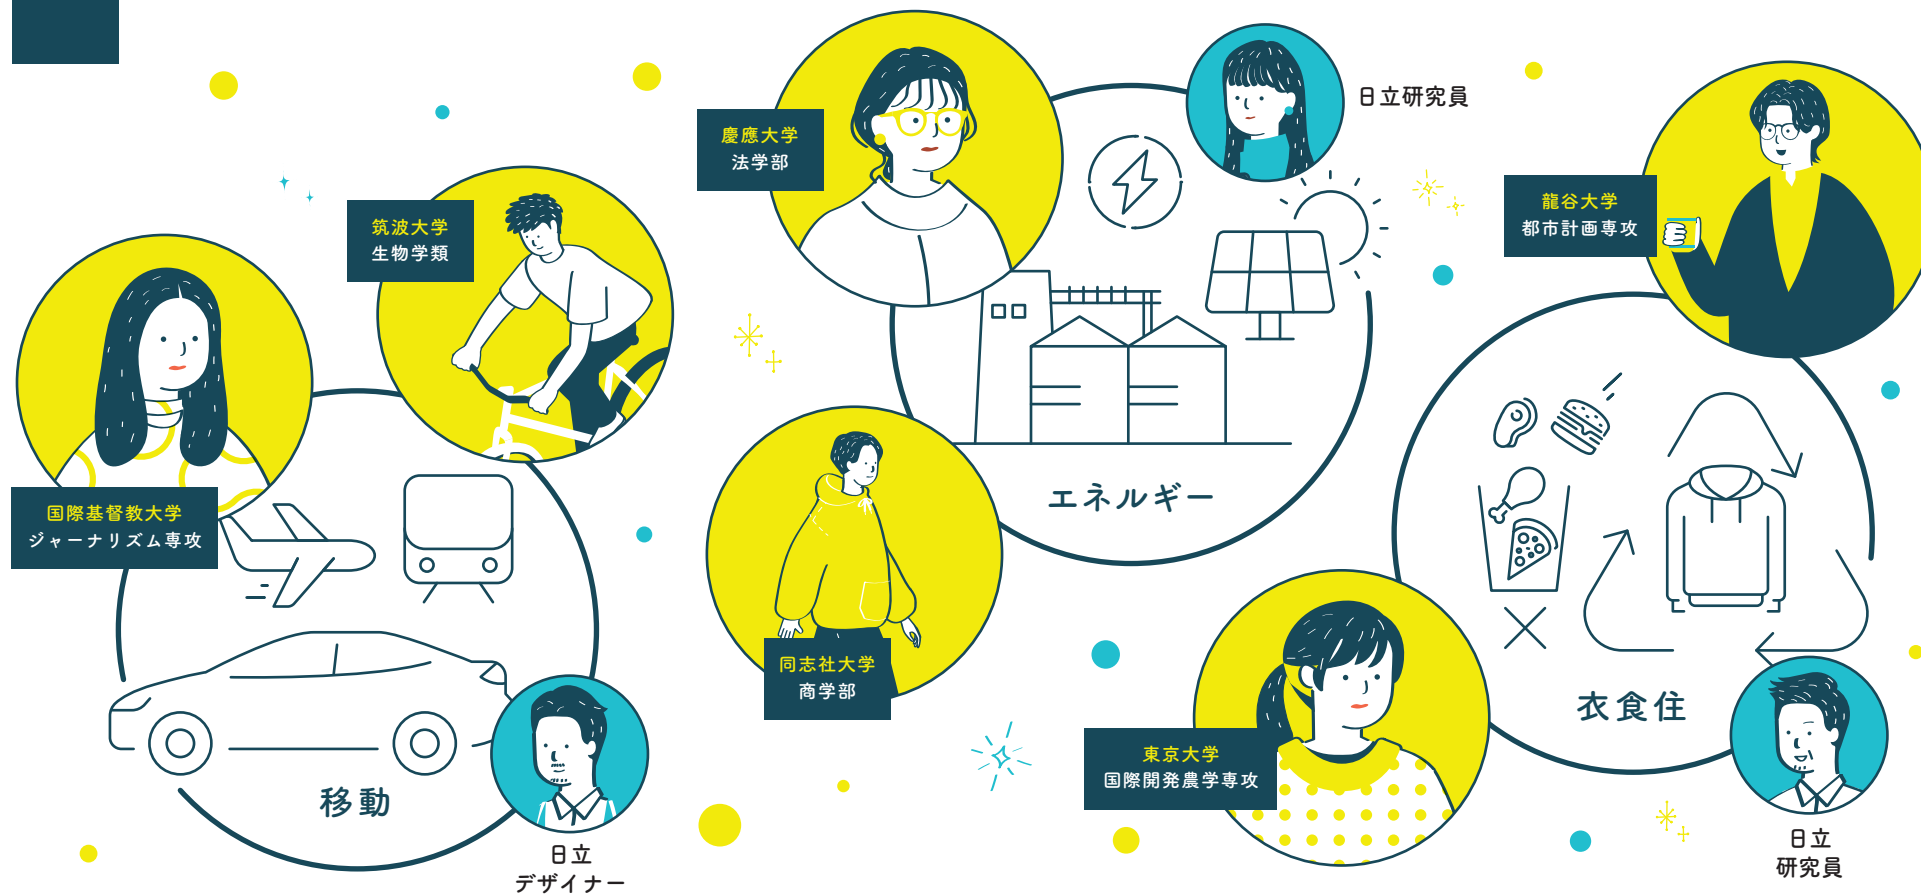 国際基督教大学
ジャーナリズム専攻
筑波大学
生物学類
移動
日立
デザイナー
慶應大学
法学部
日立研究員
エネルギー
同志社大学
商学部
龍谷大学
都市計画専攻
東京大学
国際開発農学専攻
衣食住
日立
研究員